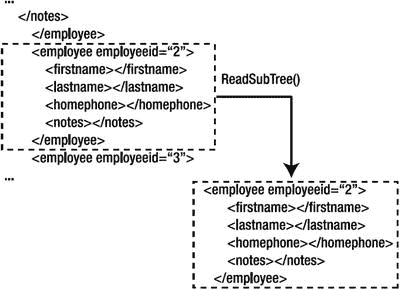 ...
</notes>
</employee>
<employee employeeid=“2”>
<firstname></firstname>
<lastname></lastname>
<homephone></homephone>
<notes></notes>
</employee>
<employee employeeid=“3”>
...
ReadSubTree()
<employee employeeid=“2”>
<firstname></firstname>
<lastname></lastname>
<homephone></homephone>
<notes></notes>
</employee>